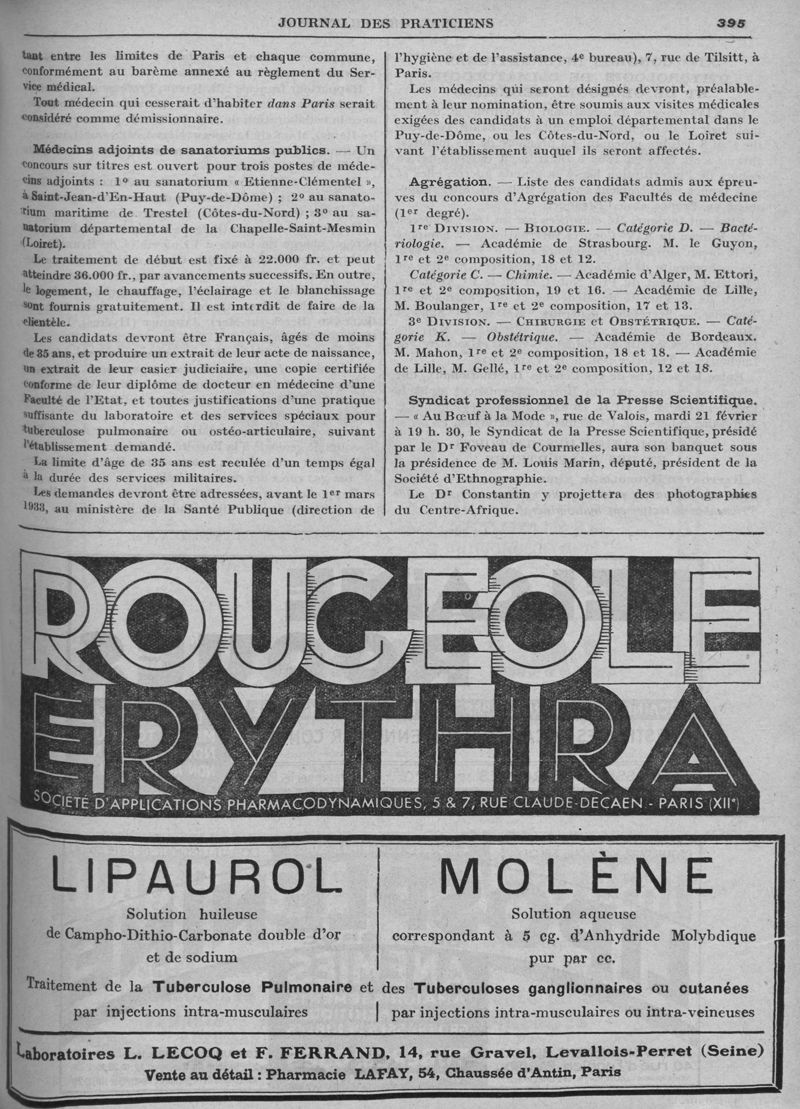 JOURNAL DES PRATICIENS
395
tant entre les limites de Paris et chaque commune,
conformément au barème annexé au règlement du Ser-
vice médical.
Tout médecin qui cesserait d'habiter dans Paris serait
considéré comme démissionnaire.
Médecins adjoints de sanatoriums publics. — Un
concours sur titres est ouvert pour trois postes de méde-
cins adjoints : 1º au sanatorium « Etienne-Clémentel »,
à Saint-Jean-d'En-Haut (Puy-de-Dôme) ; 2º au sanato-
rium maritime de Trestel (Côtes-du-Nord) ; 3º au sa-
natorium départemental de la Chapelle-Saint-Mesmin
(Loiret).
Le traitement de début est fixé à 22.000 fr. et peut
atteindre 36.000 fr., par avancements successifs. En outre,
le logement, le chauffage, l'éclairage et le blanchissage
sont fournis gratuitement. Il est interdit de faire de la
clientèle.
Les candidats devront être Français, âgés de moins
de 35 ans, et produire un extrait de leur acte de naissance,
un extrait de leur casier judiciaire, une copie certifiée
conforme de leur diplôme de docteur en médecine d'une
Faculté de l'Etat, et toutes justifications d'une pratique
suffisante du laboratoire et des services spéciaux pour
tuberculose pulmonaire ou ostéo-articulaire, suivant
l'établissement demandé.
La limite d'âge de 35 ans est reculée d'un temps égal
à la durée des services militaires.
Les demandes devront être adressées, avant le 1er mars
1933, au ministère de la Santé Publique (direction de
l'hygiène et de l'assistance, 4e bureau), 7, rue de Tilsitt, à
Paris.
Les médecins qui seront désignés devront, préalable-
ment à leur nomination, être soumis aux visites médicales
exigées des candidats à un emploi départemental dans le
Puy-de-Dôme, ou les Côtes-du-Nord, ou le Loiret sui-
vant l'établissement auquel ils seront affectés.
Agrégation. — Liste des candidats admis aux épreu-
ves du concours d'Agrégation des Facultés de médecine
(1er degré).
1re DIVISION. — BIOLOGIE. — Catégorie D. — Bacté-
riologie. — Académie de Strasbourg. M. le Guyon,
1re et 2e composition, 18 et 12.
Catégorie C. — Chimie. — Académie d'Alger, M. Ettori,
1re et 2e composition, 19 et 16. — Académie de Lille,
M. Boulanger, 1re et 2e composition, 17 et 13.
3e DIVISION. — CHIRURGIE et OBSTÉTRIQUE. — Caté-
gorie K. — Obstétrique. — Académie de Bordeaux.
M. Mahon, 1re et 2e composition, 18 et 18. — Académie
de Lille, M. Gellé, 1re et 2e composition, 12 et 18.
Syndicat professionnel de la Presse Scientifique.
— « Au Bœuf à la Mode », rue de Valois, mardi 21 février
à 19 h. 30, le Syndicat de la Presse Scientifique, présidé
par le Dr Foveau de Courmelles, aura son banquet sous
la présidence de M. Louis Marin, député, président de la
Société d'Ethnographie.
Le Dr Constantin y projettera des photographies
du Centre-Afrique.
ROUGEOLE
ERYTHRA
SOCIÉTÉ D'APPLICATIONS PHARMACODYNAMIQUES, 5 & 7, RUE CLAUDE-DECAEN - PARIS (XIIe)
LIPAUROL
Solution huileuse
de Campho-Dithio-Carbonate double d'or
et de sodium
MOLÈNE
Solution aqueuse
correspondant à 5 cg. d'Anhydride Molybdique
pur par cc.
Traitement de la Tuberculose Pulmonaire et des Tuberculoses ganglionnaires ou cutanées
par injections intra-musculaires
par injections intra-musculaires ou intra-veineuses
Laboratoires L. LECOQ et F. FERRAND, 14, rue Gravel, Levallois-Perret (Seine)
Vente au détail : Pharmacie LAFAY, 54, Chaussée d'Antin, Paris